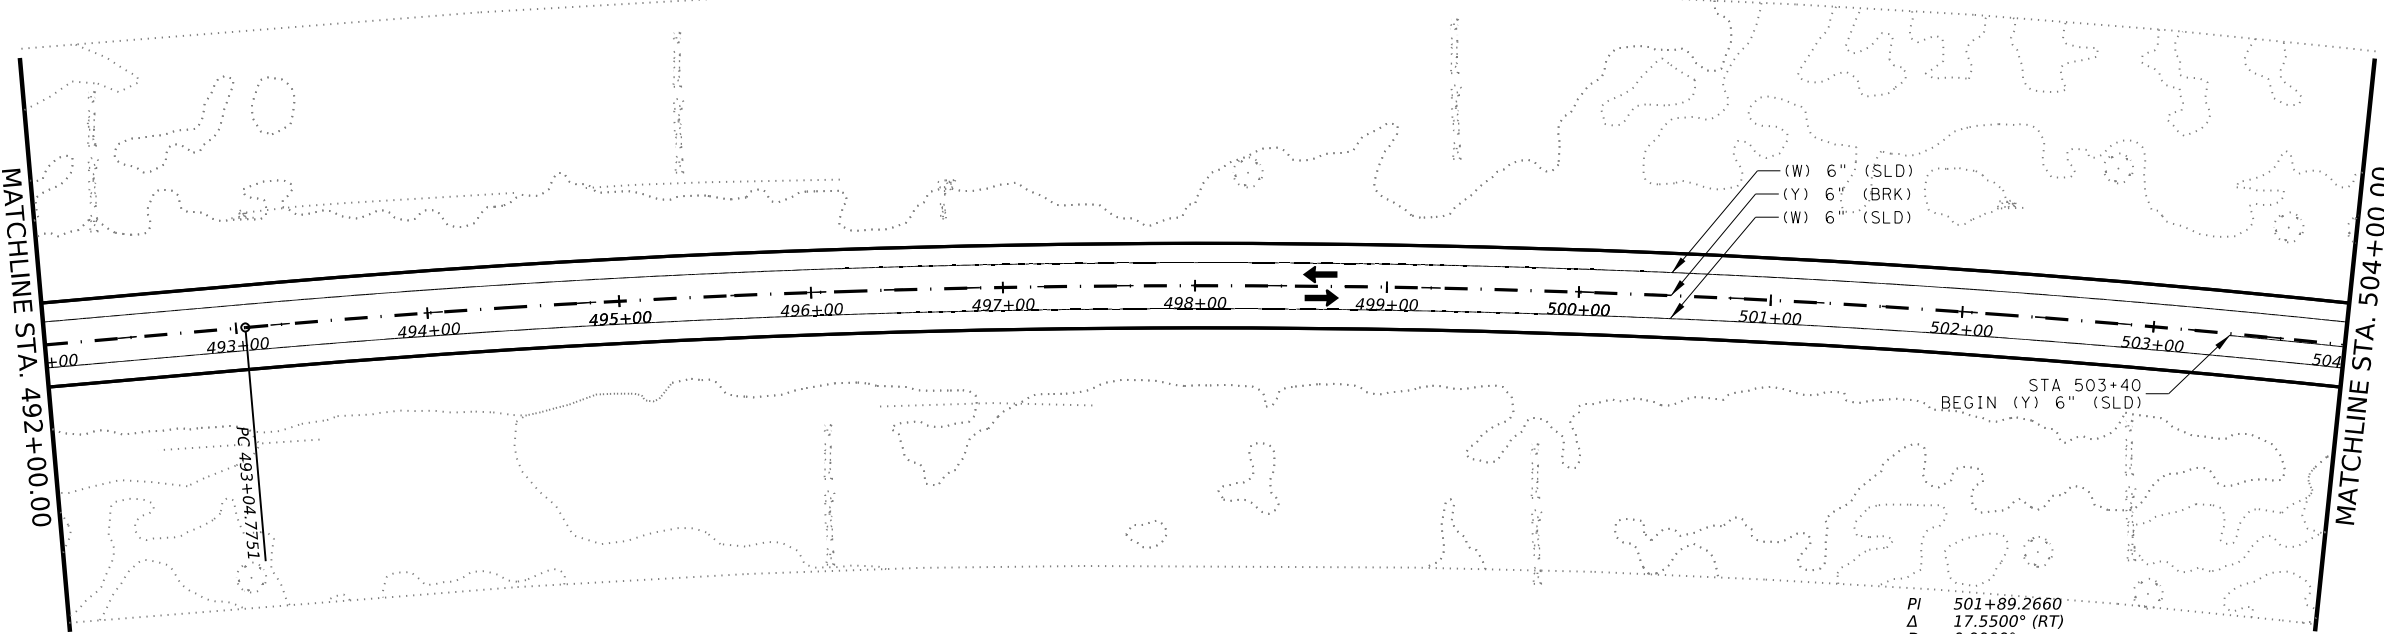 MATCHLINE STA. 492+00.00
(W) 6" (SLD)
(Y) 6" (BRK)
(W) 6" (SLD)
+00
493+00
494+00
495+00
496+00
497+00
498+00
499+00
500+00
501+00
502+00
503+00
504
PC 493+04.7751
STA 503+40
BEGIN (Y) 6" (SLD)
MATCHLINE STA. 504+00.00
PI 501+89.2660
Δ 17.5500° (RT)